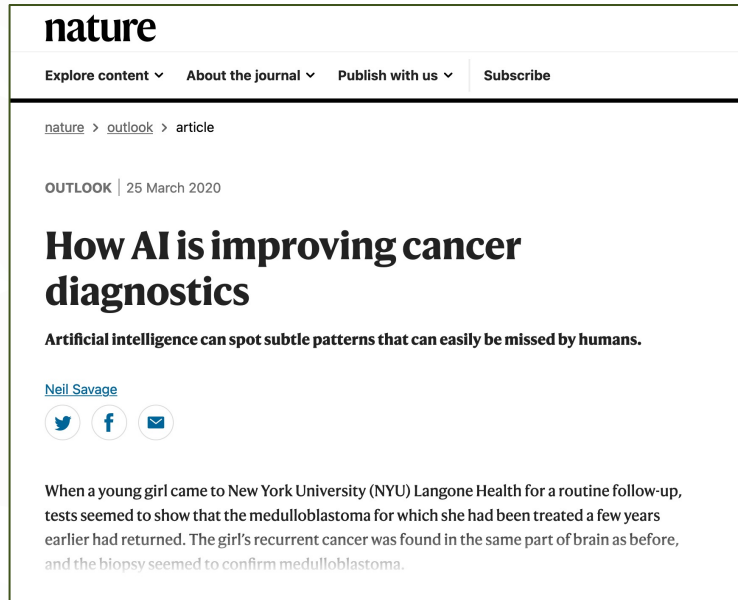 nature
Explore content About the journal Publish with us Subscribe
nature > outlook > article
OUTLOOK | 25 March 2020
How AI is improving cancer
diagnostics
Artificial intelligence can spot subtle patterns that can easily be missed by humans.
Neil Savage
When a young girl came to New York University (NYU) Langone Health for a routine follow-up,
tests seemed to show that the medulloblastoma for which she had been treated a few years
earlier had returned. The girl’s recurrent cancer was found in the same part of brain as before,
and the biopsy seemed to confirm medulloblastoma.